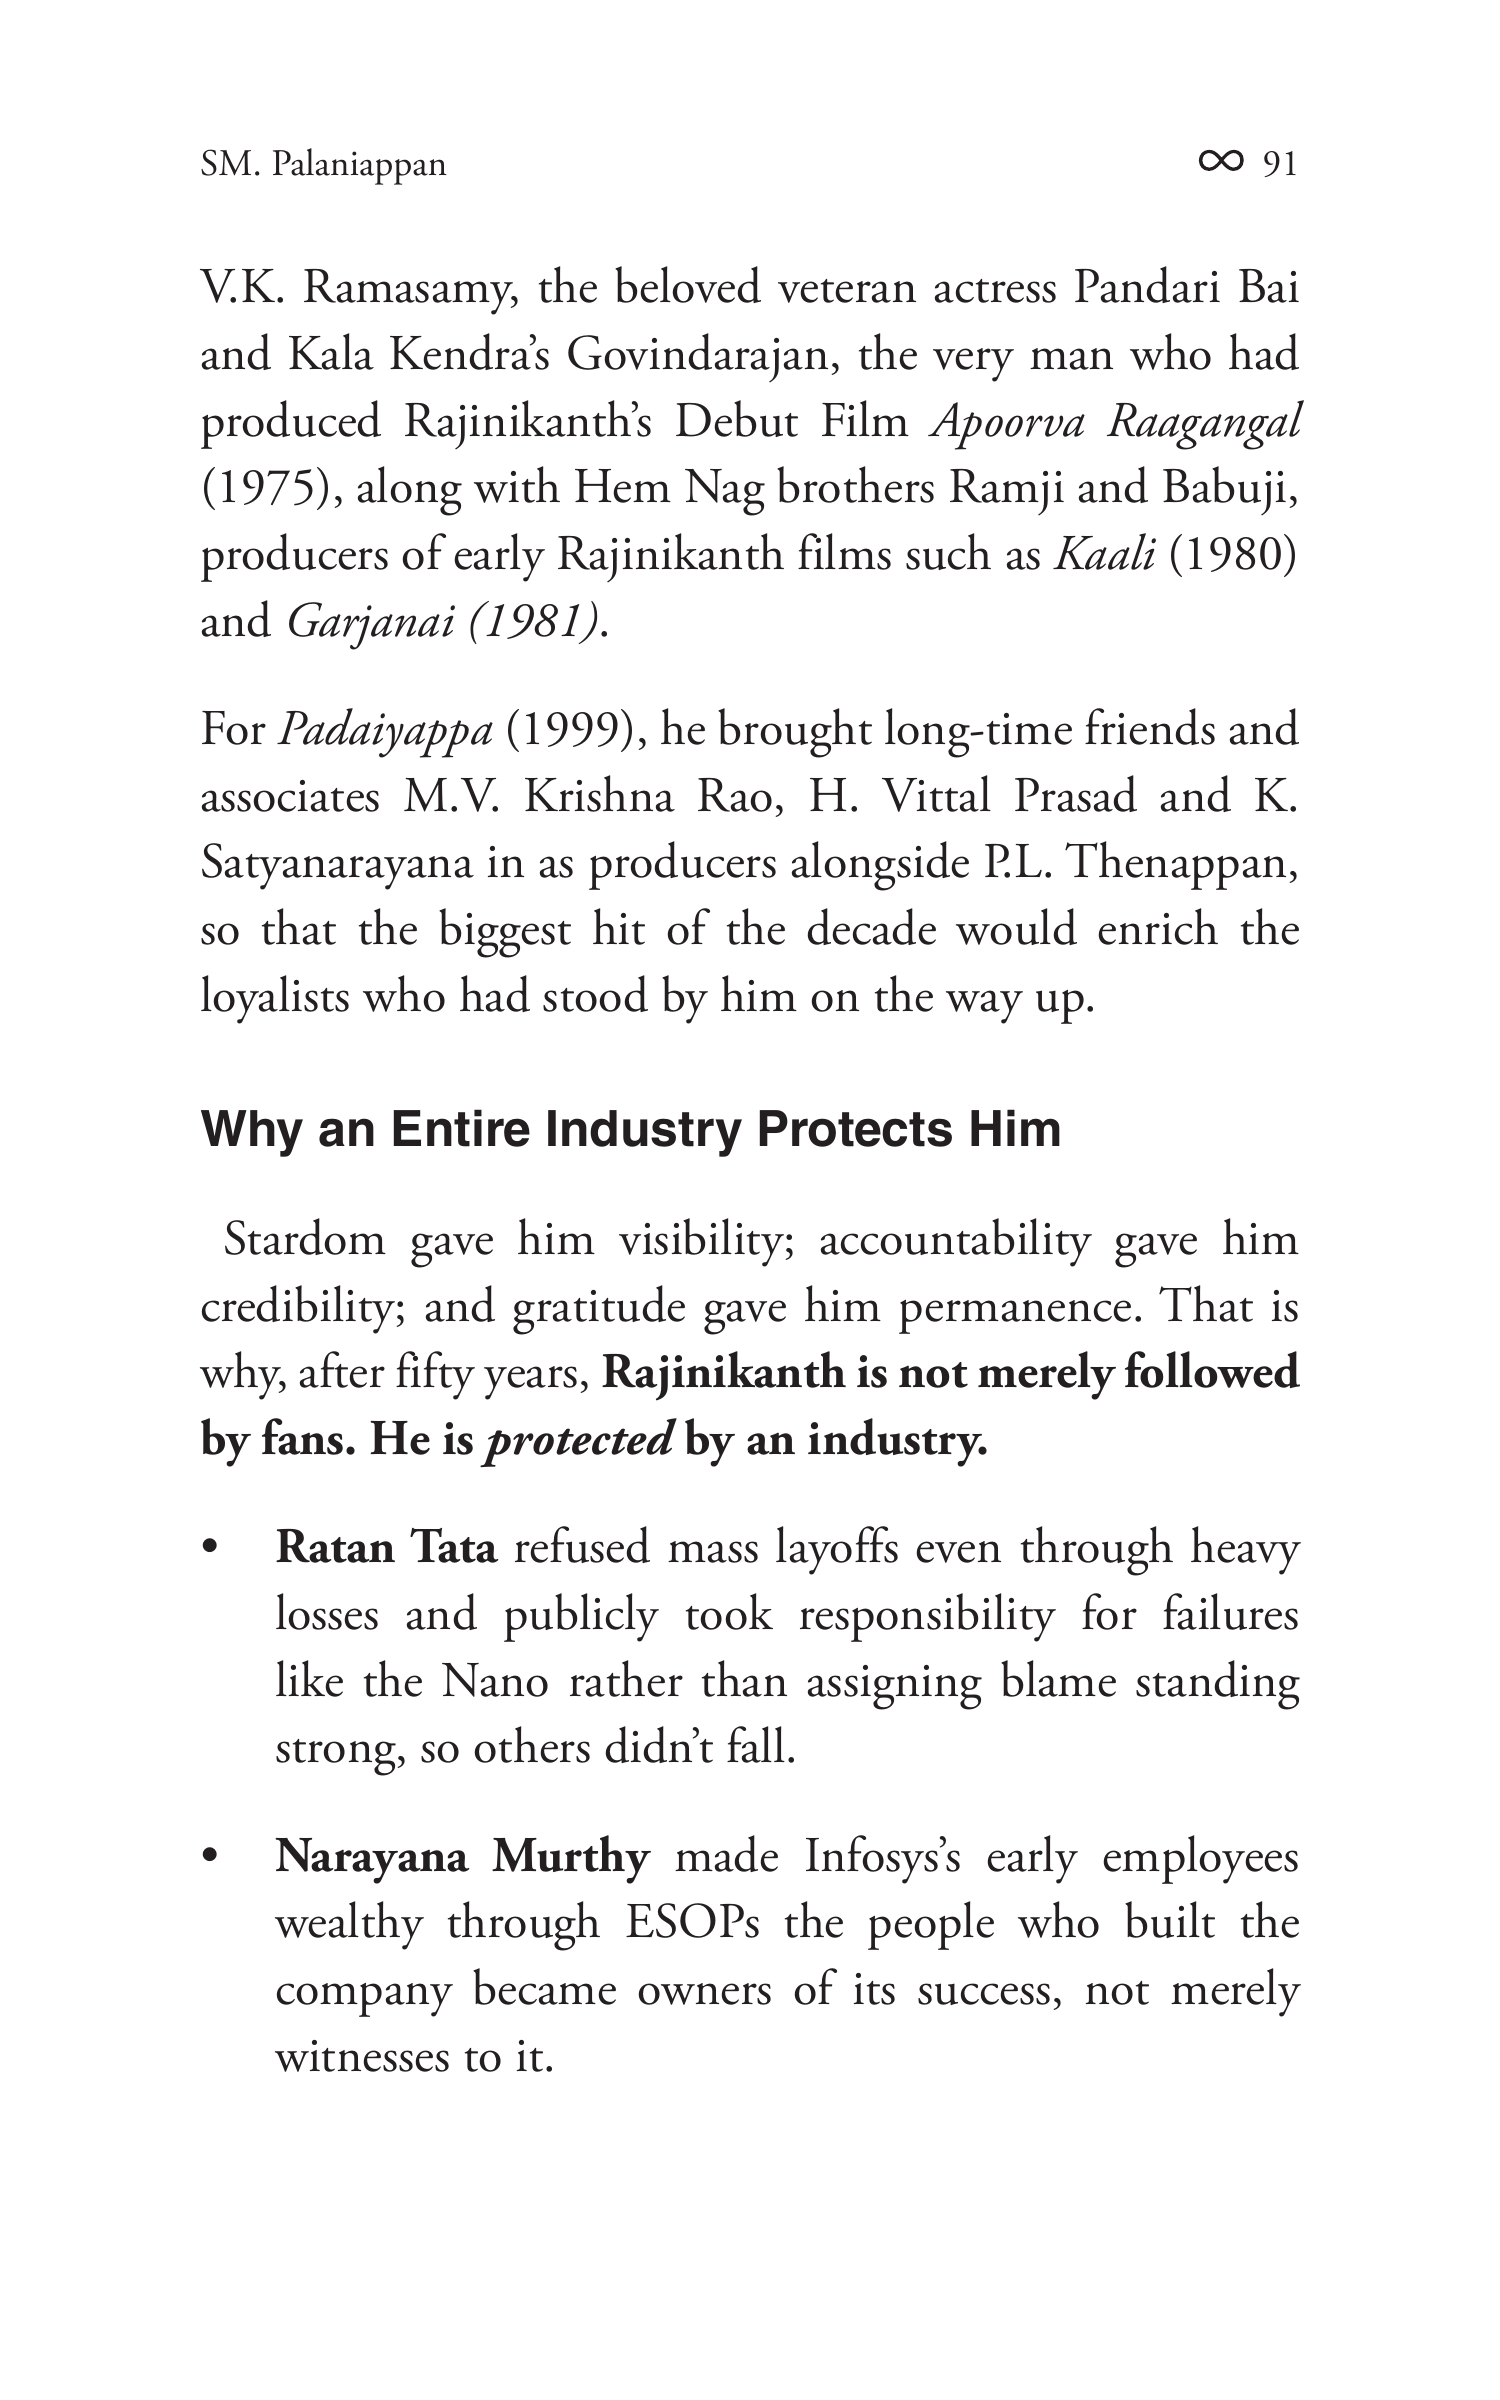 SM. Palaniappan ∞ 91
V.K. Ramasamy, the beloved veteran actress Pandari Bai
and Kala Kendra’s Govindarajan, the very man who had
produced Rajinikanth’s Debut Film Apoorva Raagangal
(1975), along with Hem Nag brothers Ramji and Babuji,
producers of early Rajinikanth films such as Kaali (1980)
and Garjanai (1981).
For Padaiyappa (1999), he brought long-time friends and
associates M.V. Krishna Rao, H. Vittal Prasad and K.
Satyanarayana in as producers alongside P.L. Thenappan,
so that the biggest hit of the decade would enrich the
loyalists who had stood by him on the way up.
Why an Entire Industry Protects Him
Stardom gave him visibility; accountability gave him
credibility; and gratitude gave him permanence. That is
why, after fifty years, Rajinikanth is not merely followed
by fans. He is protected by an industry.
• Ratan Tata refused mass layoffs even through heavy
losses and publicly took responsibility for failures
like the Nano rather than assigning blame standing
strong, so others didn’t fall.
• Narayana Murthy made Infosys’s early employees
wealthy through ESOPs the people who built the
company became owners of its success, not merely
witnesses to it.